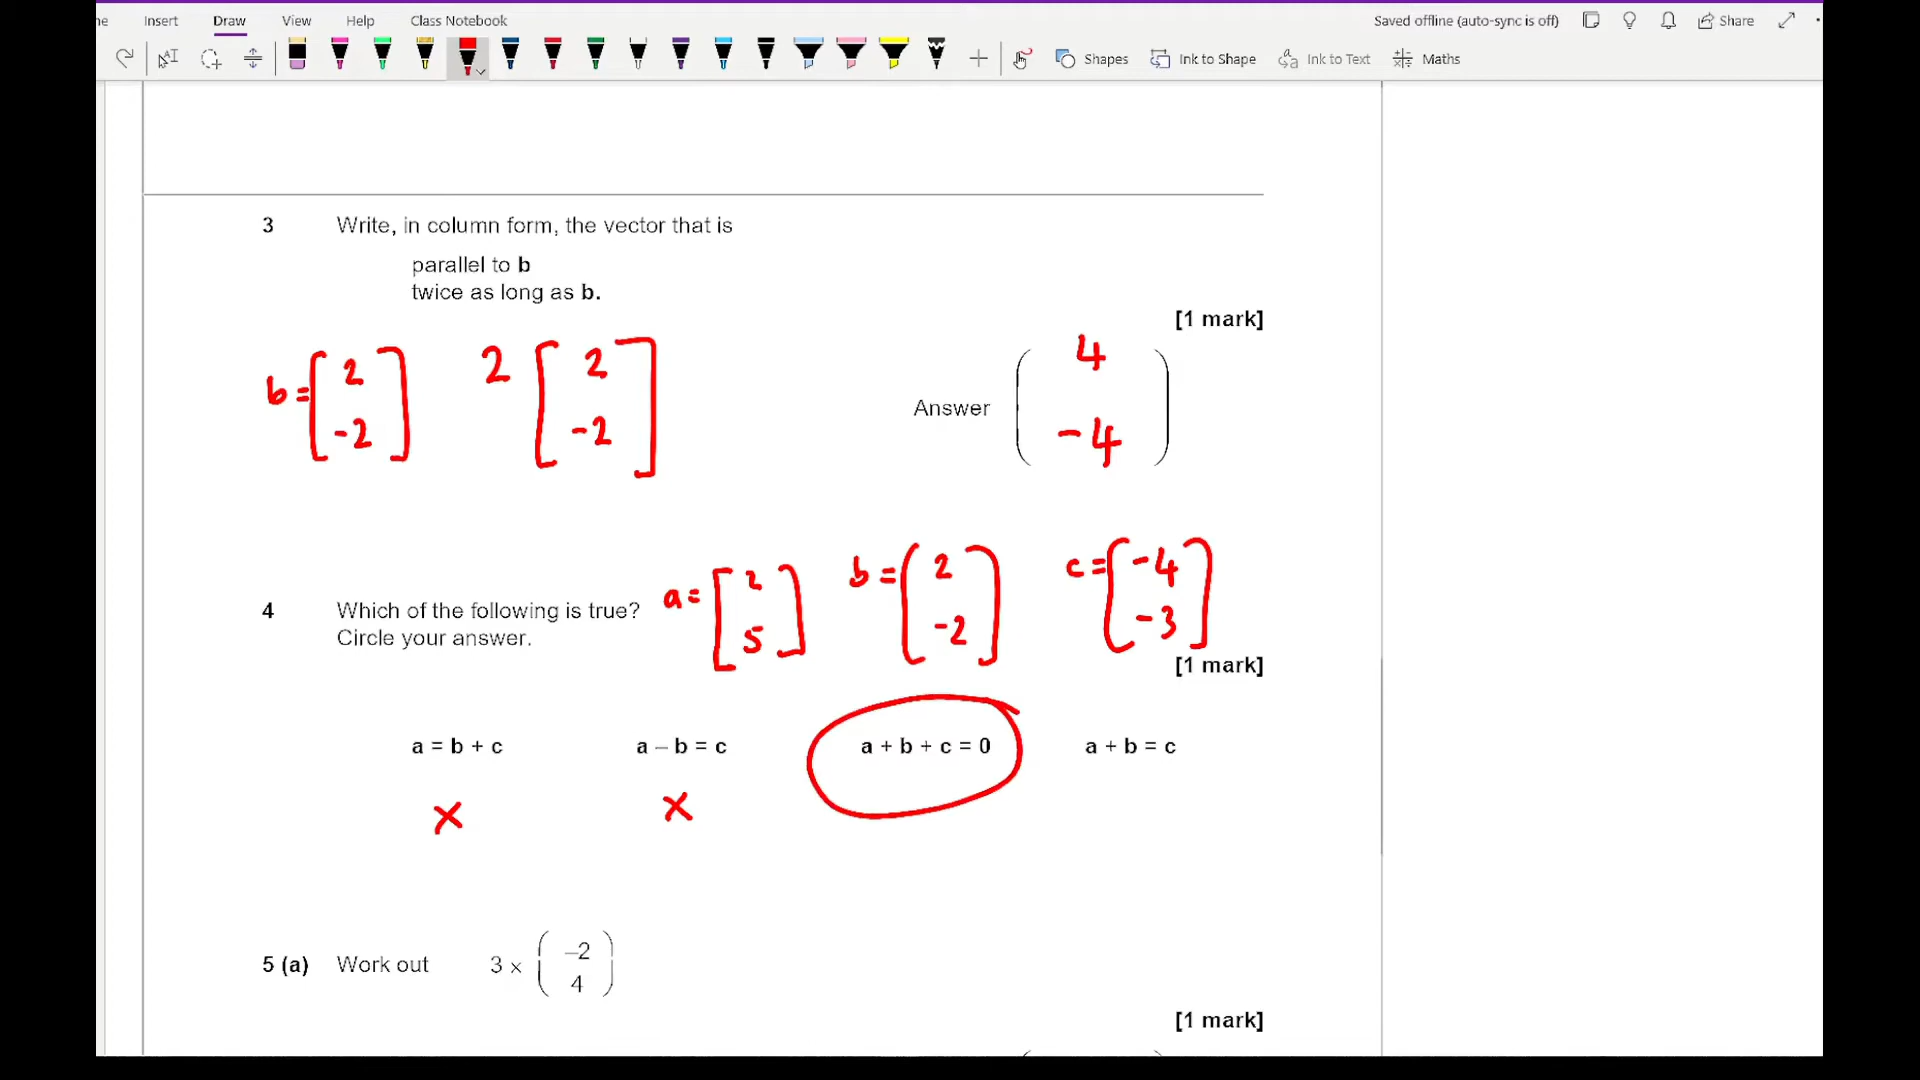 Insert Draw View Help Class Notebook Saved offline (auto-sync is off) Share
Shapes Ink to Shape Ink to Text Maths
3 Write, in column form, the vector that is
parallel to b
twice as long as b.
[1 mark]
b = [2
-2]
2 [2
-2]
Answer (4
-4)
a = [2
5]
b = [2
-2]
c = [-4
-3]
4 Which of the following is true?
Circle your answer.
[1 mark]
a = b + c a – b = c a + b + c = 0 a + b = c
x x
5 (a) Work out 3 × (–2
4)
[1 mark]